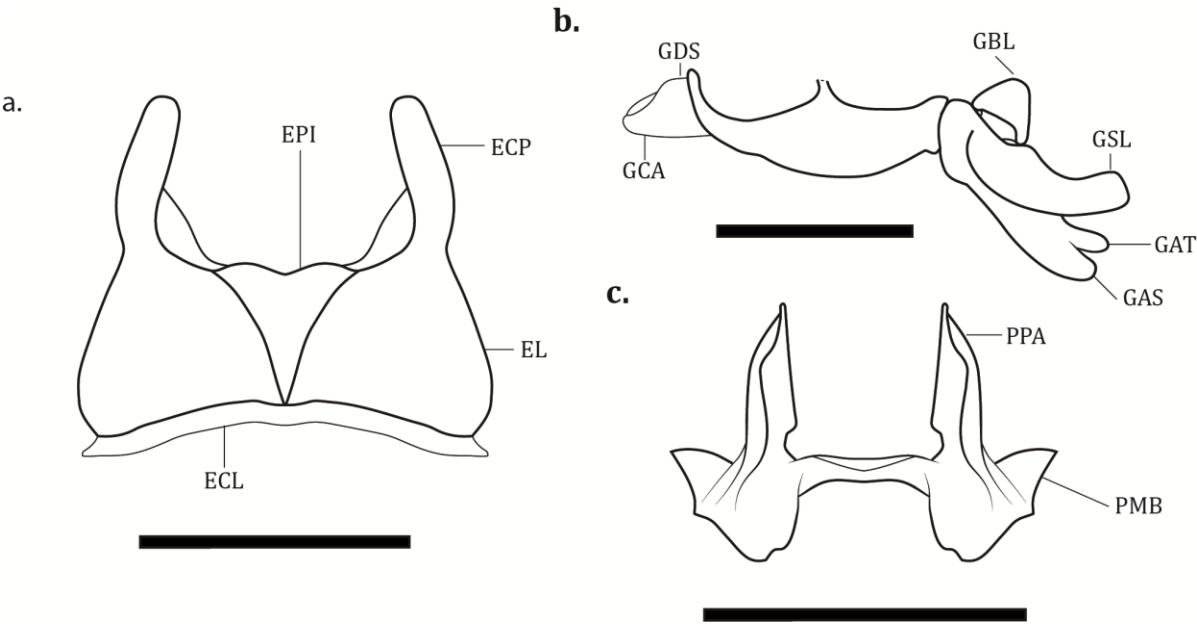 a.
EPI
ECP
EL
ECL
b.
GDS
GBL
GCA
GSL
GAT
GAS
c.
PPA
PMB